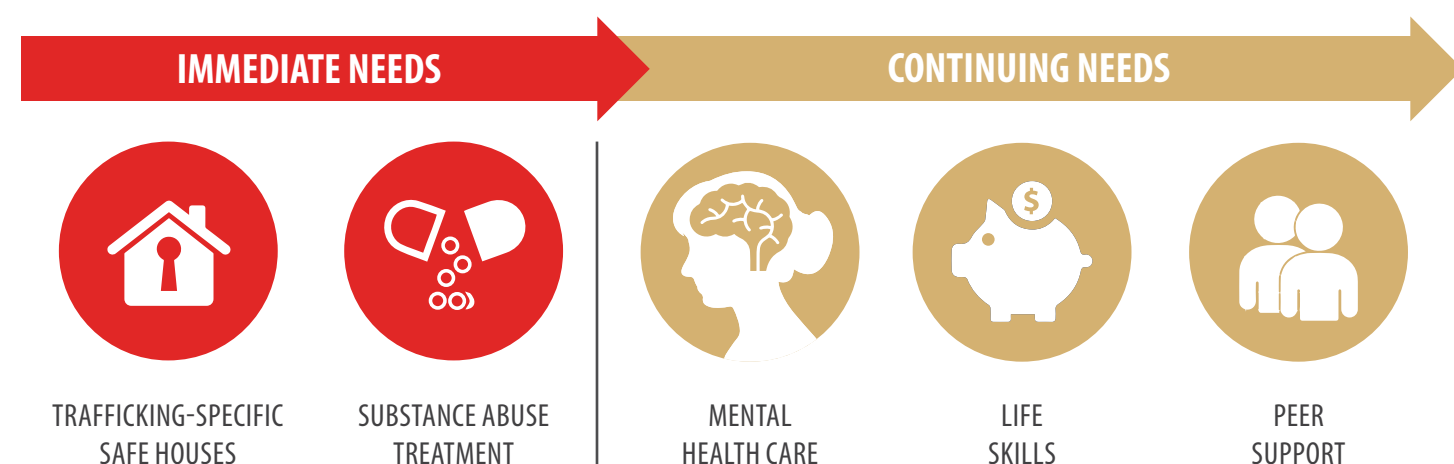 IMMEDIATE NEEDS
CONTINUING NEEDS
$
TRAFFICKING-SPECIFIC
SAFE HOUSES
SUBSTANCE ABUSE
TREATMENT
MENTAL
HEALTH CARE
LIFE
SKILLS
PEER
SUPPORT